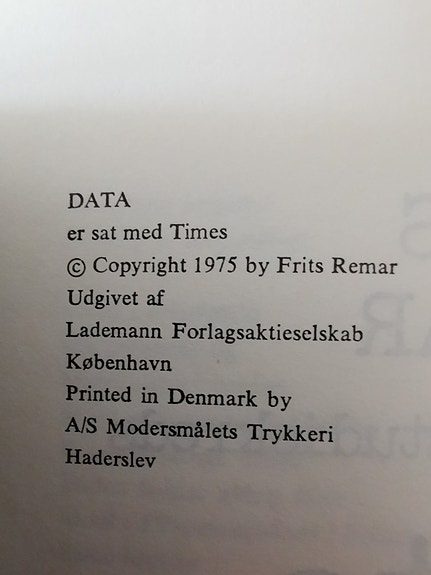 DATA
er sat med Times
© Copyright 1975 by Frits Remar
Udgivet af
Lademann Forlagsaktieselskab
København
Printed in Denmark by
A/S Modersmålets Trykkeri
Haderslev